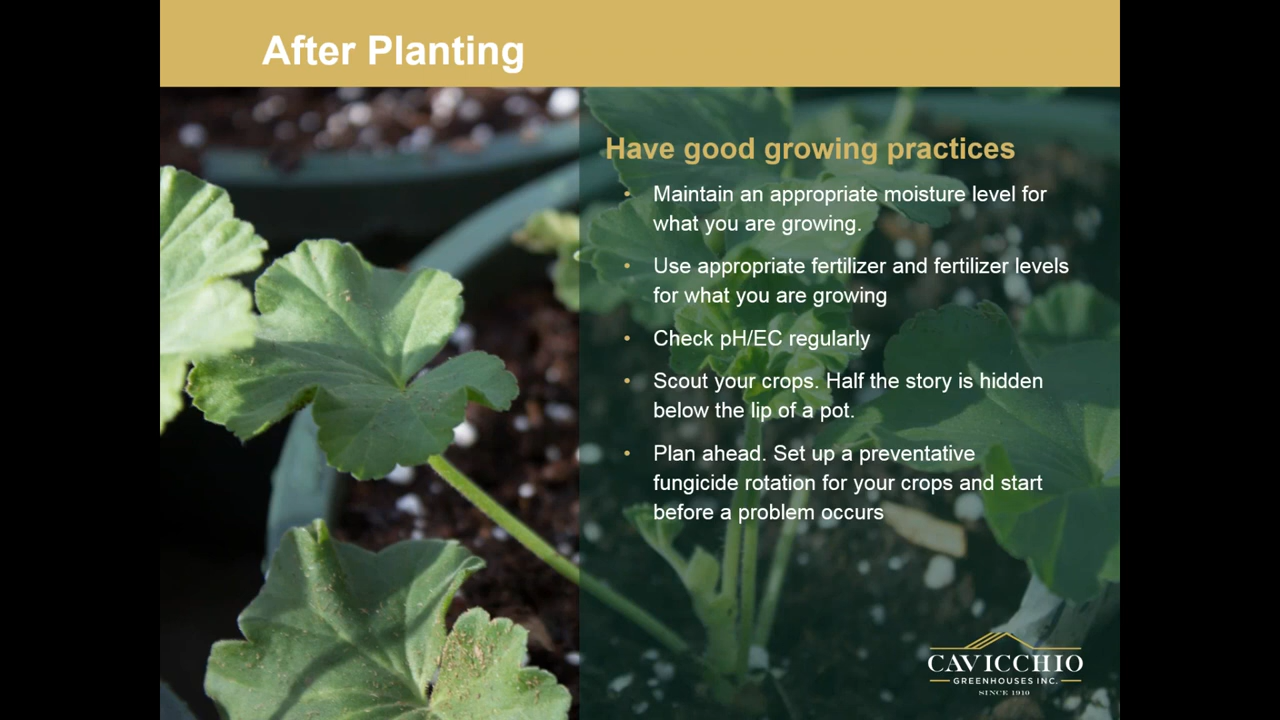 After Planting
Have good growing practices
• Maintain an appropriate moisture level for
what you are growing.
• Use appropriate fertilizer and fertilizer levels
for what you are growing
• Check pH/EC regularly
• Scout your crops. Half the story is hidden
below the lip of a pot.
• Plan ahead. Set up a preventative
fungicide rotation for your crops and start
before a problem occurs
CAVICCHIO
GREENHOUSES INC.
SINCE 1910